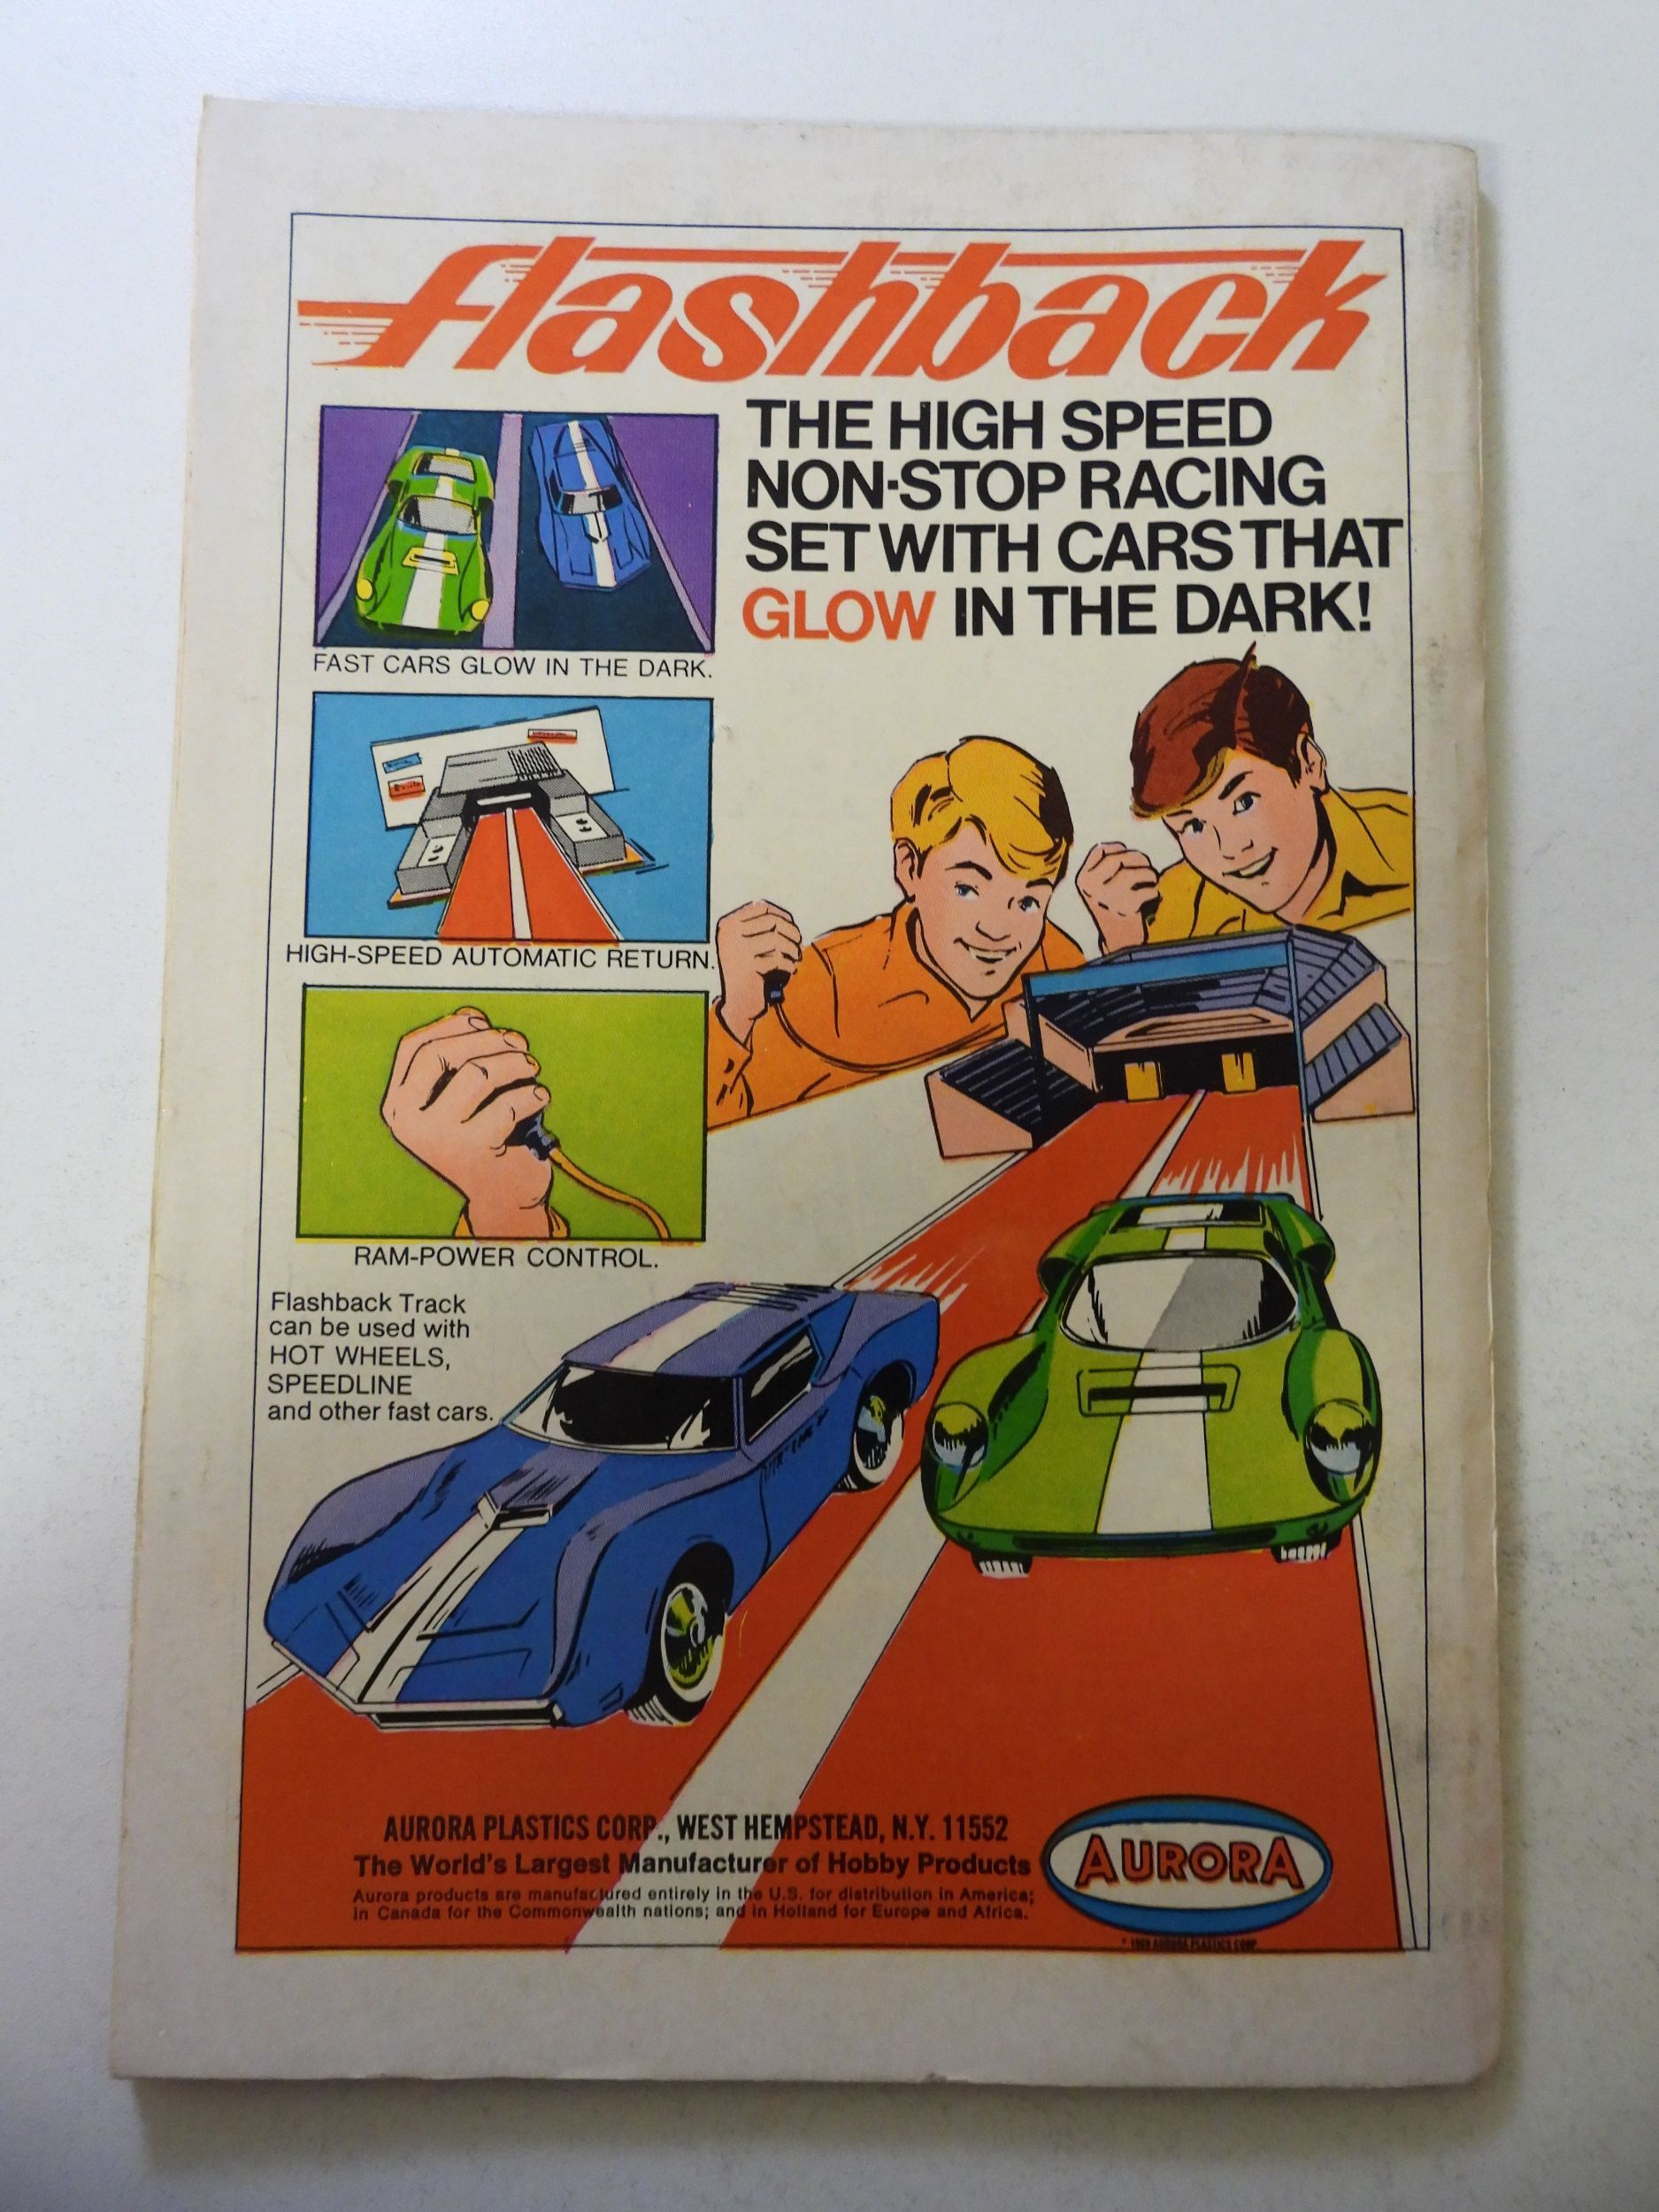 flashback
THE HIGH SPEED
NON-STOP RACING
SET WITH CARS THAT
GLOW IN THE DARK!
FAST CARS GLOW IN THE DARK.
HIGH-SPEED AUTOMATIC RETURN.
RAM-POWER CONTROL.
Flashback Track
can be used with
HOT WHEELS,
SPEEDLINE
and other fast cars.
AURORA PLASTICS CORP., WEST HEMPSTEAD, N.Y. 11552
The World's Largest Manufacturer of Hobby Products
Aurora products are manufactured entirely in the U.S. for distribution in America;
in Canada for the Commonwealth nations; and in Holland for Europe and Africa.
AURORA
AURORA PLASTICS CORP.